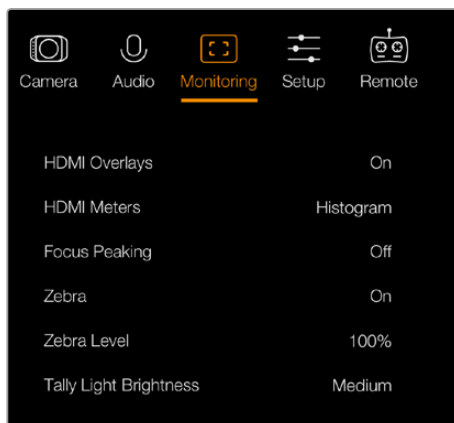 Camera Audio Monitoring Setup Remote
HDMI Overlays On
HDMI Meters Histogram
Focus Peaking Off
Zebra On
Zebra Level 100%
Tally Light Brightness Medium